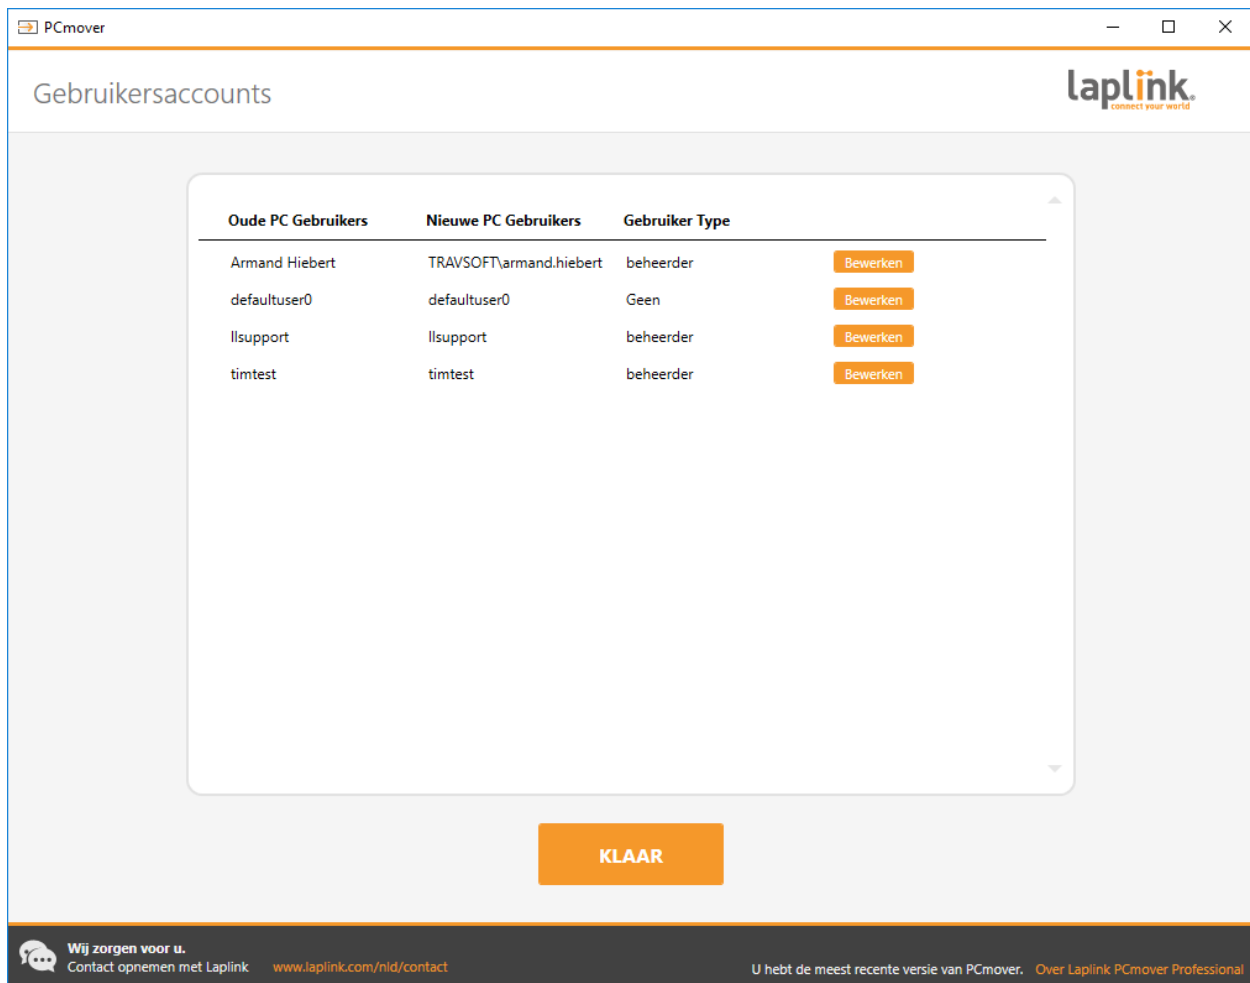 PCmover
Gebruikersaccounts
laplink.
connect your world
Oude PC Gebruikers Nieuwe PC Gebruikers Gebruiker Type
Armand Hiebert TRAVSOFT\armand.hiebert beheerder Bewerken
defaultuser0 defaultuser0 Geen Bewerken
llsupport llsupport beheerder Bewerken
timtest timtest beheerder Bewerken
KLAAR
Wij zorgen voor u.
Contact opnemen met Laplink www.laplink.com/nld/contact
U hebt de meest recente versie van PCmover. Over Laplink PCmover Professional